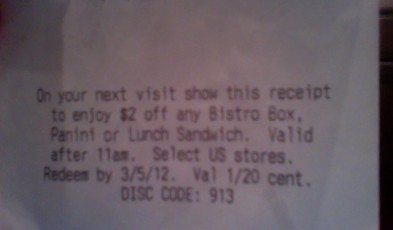 On your next visit show this receipt
to enjoy $2 off any Bistro Box,
Panini or Lunch Sandwich. Valid
after 11am. Select US stores.
Redeem by 3/5/12. Val 1/20 cent.
DISC CODE: 913